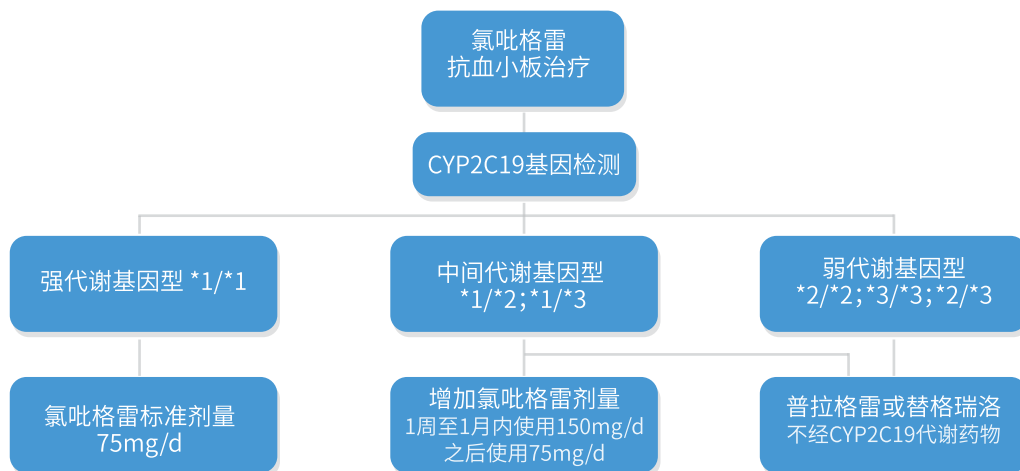 氯吡格雷
抗血小板治疗
CYP2C19基因检测
强代谢基因型 *1/*1
中间代谢基因型
*1/*2;*1/*3
弱代谢基因型
*2/*2;*3/*3;*2/*3
氯吡格雷标准剂量
75mg/d
增加氯吡格雷剂量
1周至1月内使用150mg/d
之后使用75mg/d
普拉格雷或替格瑞洛
不经CYP2C19代谢药物